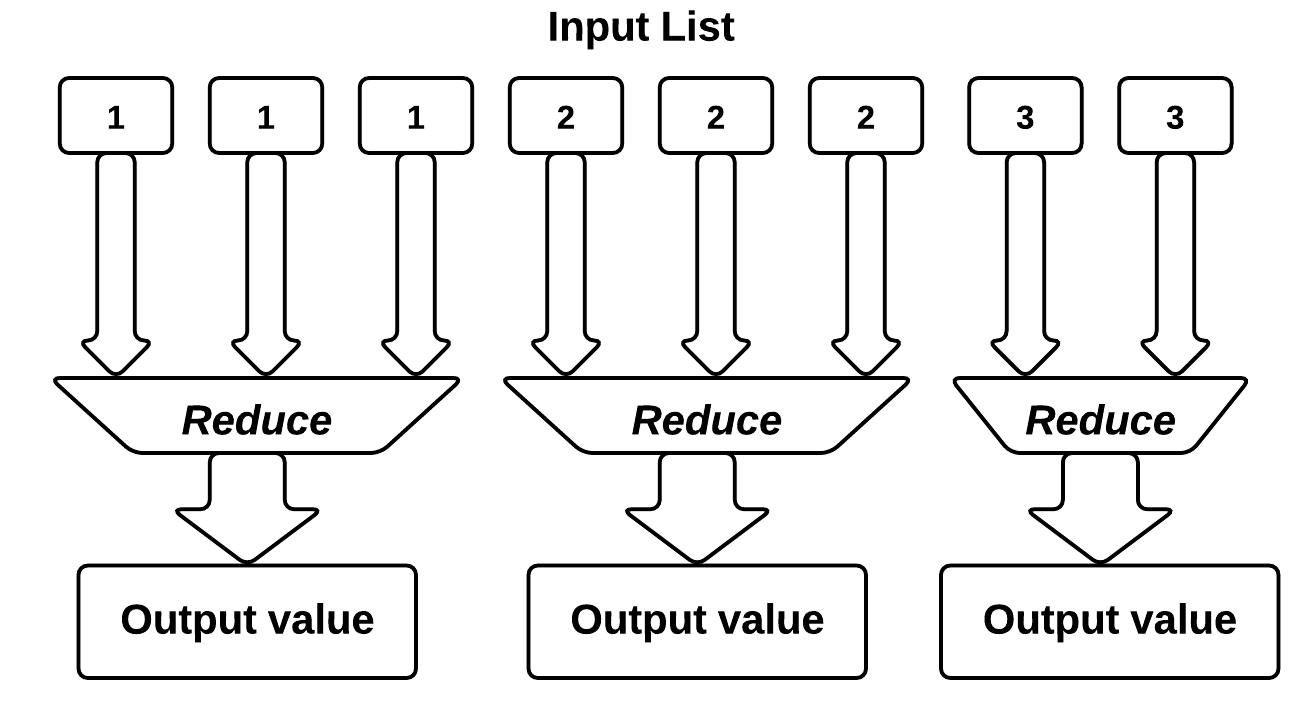 Input List
1 1 1 2 2 2 3 3
Reduce Reduce Reduce
Output value Output value Output value